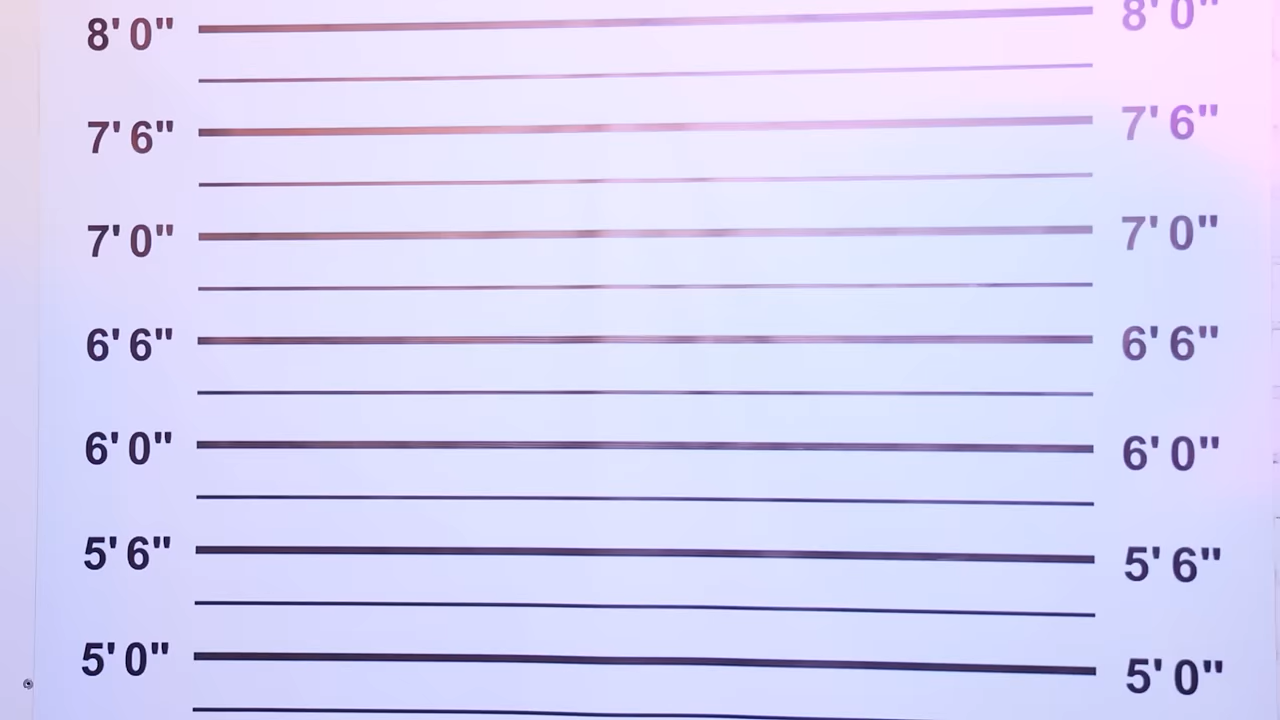 8' 0" 8' 0"
7' 6" 7' 6"
7' 0" 7' 0"
6' 6" 6' 6"
6' 0" 6' 0"
5' 6" 5' 6"
5' 0" 5' 0"